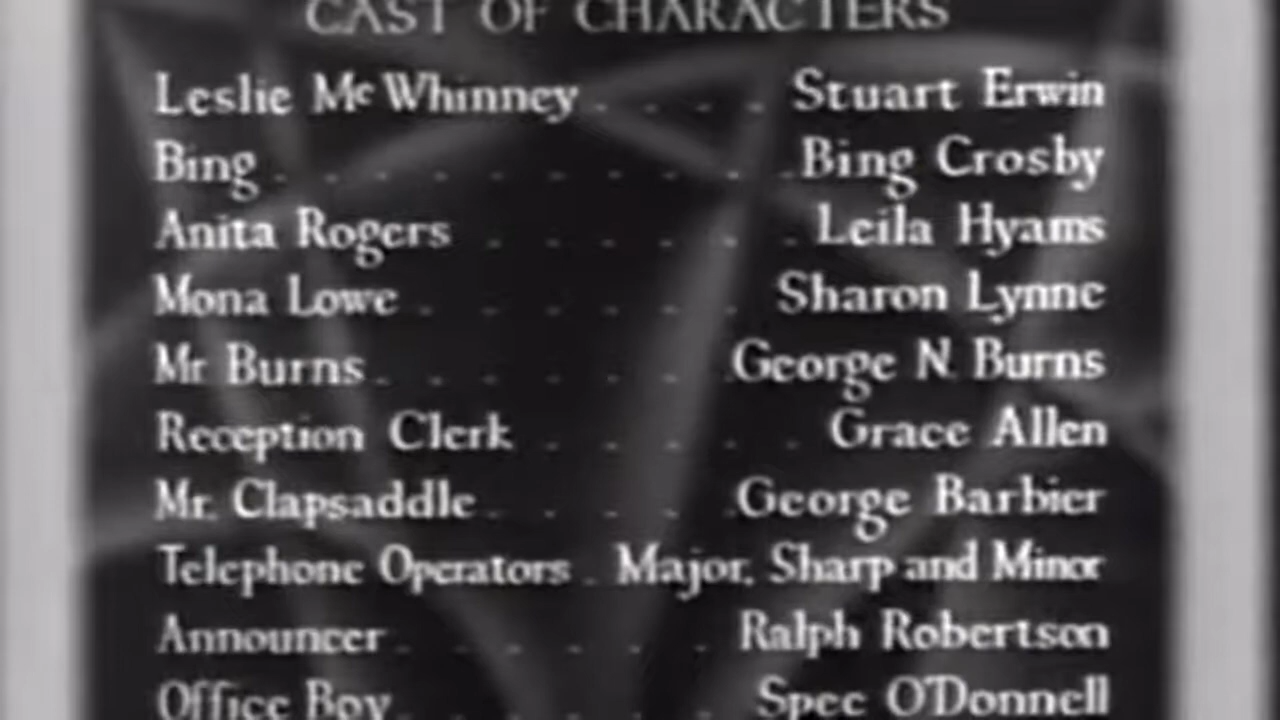 CAST OF CHARACTERS
Leslie McWhinney . . . . Stuart Erwin
Bing . . . . . . . . . . Bing Crosby
Anita Rogers . . . . . . Leila Hyams
Mona Lowe . . . . . . Sharon Lynne
Mr Burns . . . . . . . George N. Burns
Reception Clerk . . . . . Grace Allen
Mr. Clapsaddle . . . . . George Barbier
Telephone Operators . Major, Sharp and Minor
Announcer . . . . . . Ralph Robertson
Office Boy . . . . . . Spec O'Donnell